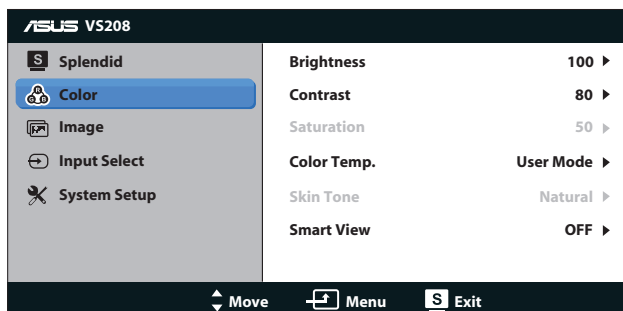 ASUS VS208
S Splendid
R G B Color
Image
Input Select
System Setup
Brightness 100
Contrast 80
Saturation 50
Color Temp. User Mode
Skin Tone Natural
Smart View OFF
Move Menu S Exit